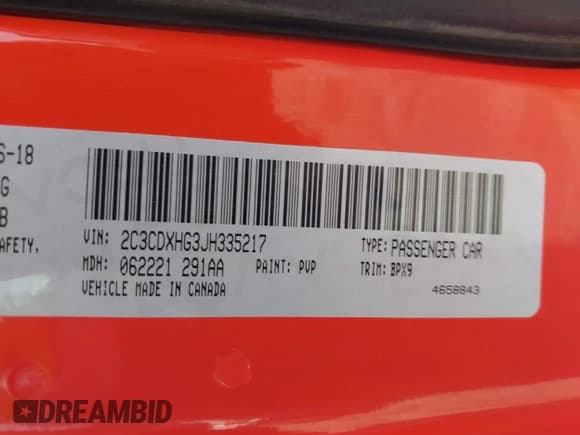 6-18
G
B
AFETY,
VIN: 2C3CDXHG3JH335217
TYPE: PASSENGER CAR
MDH: 062221 291AA
PAINT: PVP
TRIM: BPX9
VEHICLE MADE IN CANADA
4658843
DREAMBID